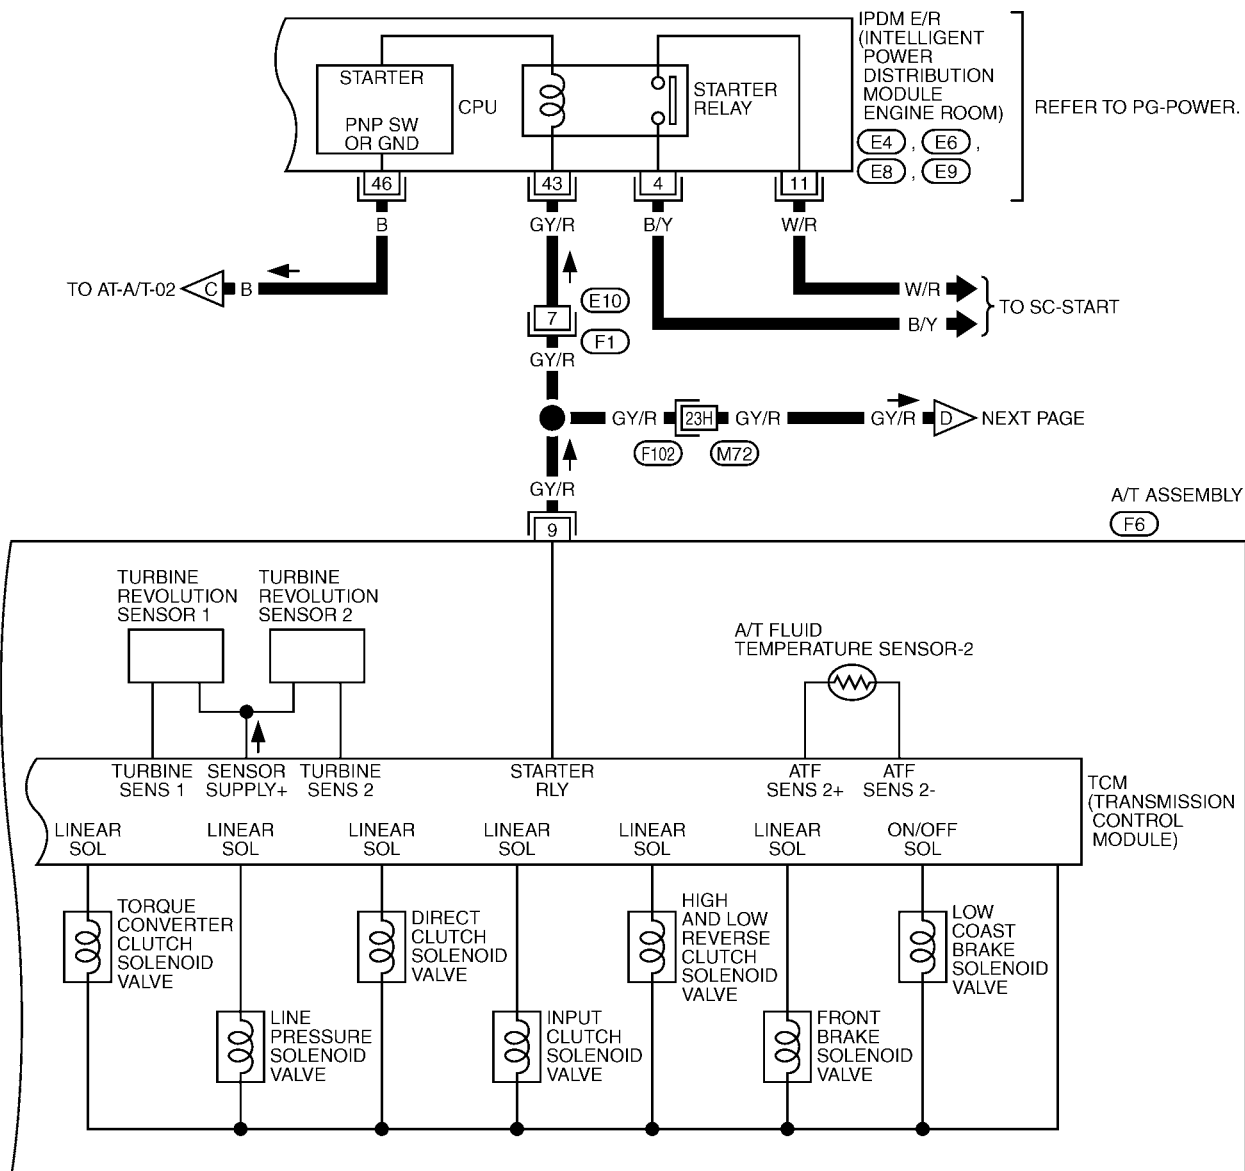 IPDM E/R
(INTELLIGENT
POWER
DISTRIBUTION
MODULE
ENGINE ROOM)
E4 , E6 ,
E8 , E9
REFER TO PG-POWER.
STARTER
PNP SW
OR GND
CPU
STARTER
RELAY
46
43
4
11
B
GY/R
B/Y
W/R
TO AT-A/T-02
C
B
W/R
B/Y
TO SC-START
E10
7
F1
GY/R
GY/R
23H
GY/R
GY/R
D
NEXT PAGE
F102
M72
GY/R
9
A/T ASSEMBLY
F6
TURBINE
REVOLUTION
SENSOR 1
TURBINE
REVOLUTION
SENSOR 2
A/T FLUID
TEMPERATURE SENSOR-2
TURBINE
SENS 1
SENSOR
SUPPLY+
TURBINE
SENS 2
STARTER
RLY
ATF
SENS 2+
ATF
SENS 2-
TCM
(TRANSMISSION
CONTROL
MODULE)
LINEAR
SOL
LINEAR
SOL
LINEAR
SOL
LINEAR
SOL
LINEAR
SOL
LINEAR
SOL
ON/OFF
SOL
TORQUE
CONVERTER
CLUTCH
SOLENOID
VALVE
DIRECT
CLUTCH
SOLENOID
VALVE
HIGH
AND LOW
REVERSE
CLUTCH
SOLENOID
VALVE
LOW
COAST
BRAKE
SOLENOID
VALVE
LINE
PRESSURE
SOLENOID
VALVE
INPUT
CLUTCH
SOLENOID
VALVE
FRONT
BRAKE
SOLENOID
VALVE